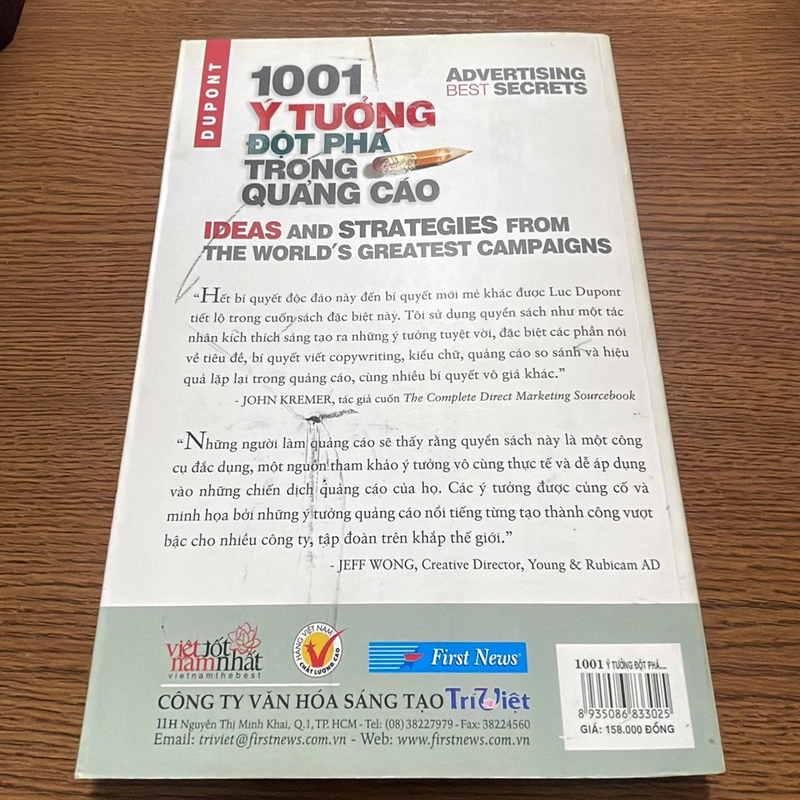 DUPONT
1001
Ý TƯỞNG
ĐỘT PHÁ
TRONG
QUẢNG CÁO
ADVERTISING
BEST SECRETS
IDEAS AND STRATEGIES FROM
THE WORLD'S GREATEST CAMPAIGNS
"Hết bí quyết độc đáo này đến bí quyết mới mẻ khác được Luc Dupont
tiết lộ trong cuốn sách đặc biệt này. Tôi sử dụng quyển sách như một tác
nhân kích thích sáng tạo ra những ý tưởng tuyệt vời, đặc biệt các phần nói
về tiêu đề, bí quyết viết copywriting, kiểu chữ, quảng cáo so sánh và hiệu
quả lặp lại trong quảng cáo, cùng nhiều bí quyết vô giá khác."
- JOHN KREMER, tác giả cuốn The Complete Direct Marketing Sourcebook
"Những người làm quảng cáo sẽ thấy rằng quyển sách này là một công
cụ đắc dụng, một nguồn tham khảo ý tưởng vô cùng thực tế và dễ áp dụng
vào những chiến dịch quảng cáo của họ. Các ý tưởng được củng cố và
minh họa bởi những ý tưởng quảng cáo nổi tiếng từng tạo thành công vượt
bậc cho nhiều công ty, tập đoàn trên khắp thế giới."
- JEFF WONG, Creative Director, Young & Rubicam AD
việt tốt
nam nhất
vietnamthebest
HÀNG VIỆT NAM
CHẤT LƯỢNG CAO
First News
CÔNG TY VĂN HÓA SÁNG TẠO Trí Việt
11H Nguyễn Thị Minh Khai, Q.1, TP. HCM - Tel: (08) 38227979 - Fax: 38224560
Email: triviet@firstnews.com.vn - Web: www.firstnews.com.vn
1001 Ý TƯỞNG ĐỘT PHÁ...
8 935086 833025
GIÁ: 158.000 ĐỒNG